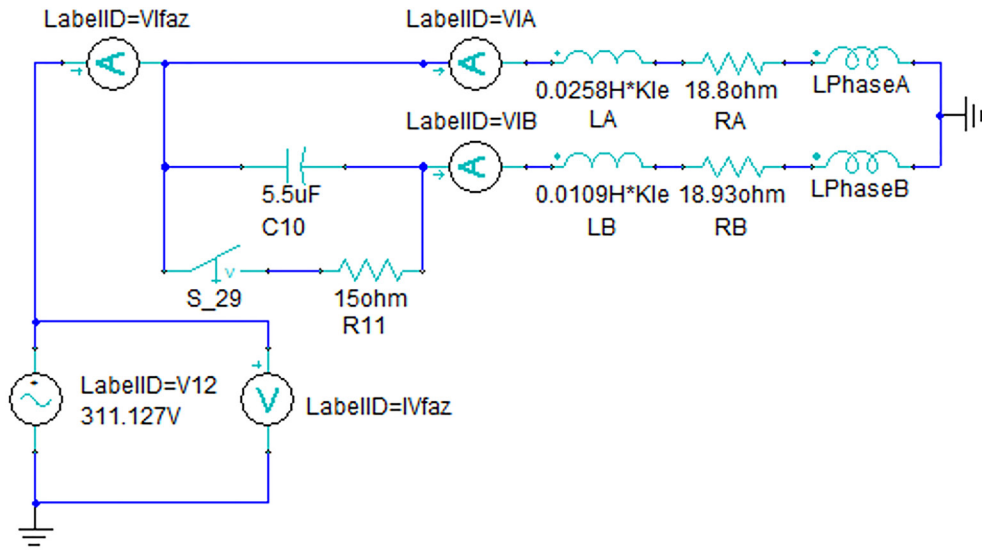 LabelID=VIfaz
LabelID=VIA
0.0258H*Kle
LA
18.8ohm
RA
LPhaseA
LabelID=VIB
5.5uF
C10
0.0109H*Kle
LB
18.93ohm
RB
LPhaseB
S_29
15ohm
R11
LabelID=V12
311.127V
LabelID=IVfaz